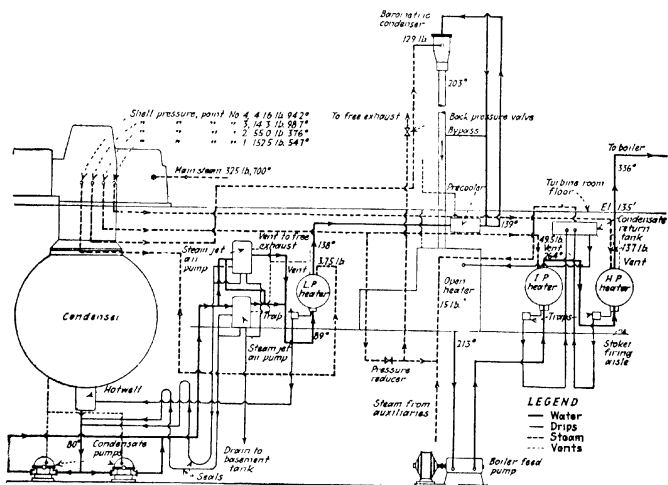 Barometric
condenser
129 lb.
203°
Shell pressure, point No 4, 4.16 lb. 94.2°
" " " 3, 14.3 lb. 98.7°
" " " 2, 55.0 lb. 376°
" " " 1, 152.5 lb. 547°
To free exhaust
Back pressure valve
Bypass
To boiler
336°
Main steam 325 lb., 700°
Precooler
Turbine room
floor
El. 135'
139°
Condensate
return
tank
Steam jet
air pump
Vent to free
exhaust
138°
3.75 lb.
Vent
49.5 lb.
Vent
264°
137 lb.
Vent
L.P.
heater
Open
heater
15 lb.
I.P.
heater
H.P.
heater
Condenser
Trap
Traps
89°
Steam jet
air pump
213°
Stoker
firing
aisle
Pressure
reducer
Hotwell
Steam from
auxiliaries
LEGEND
Water
Drips
Steam
Vents
80°
Condensate
pumps
Seals
Drain to
basement
tank
Boiler feed
pump